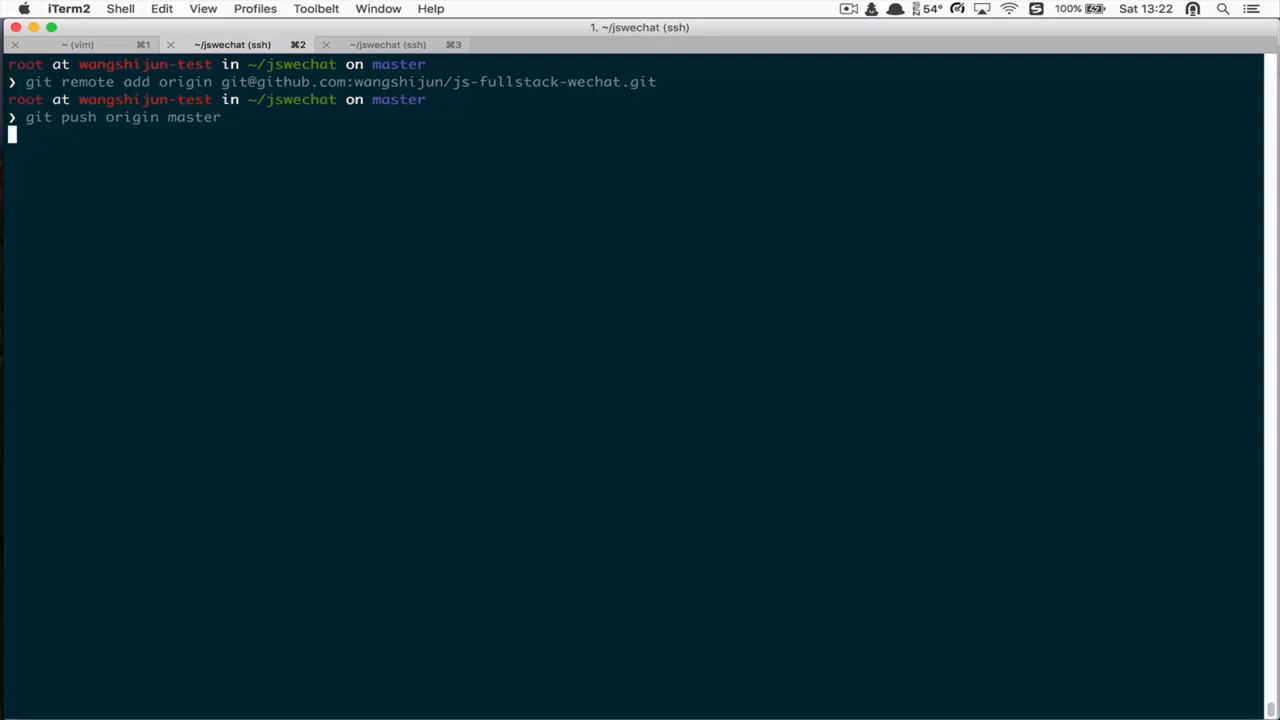 iTerm2 Shell Edit View Profiles Toolbelt Window Help 54° 100% Sat 13:22
1. ~/jswechat (ssh)
~ (vim) ⌘1 ~/jswechat (ssh) ⌘2 ~/jswechat (ssh) ⌘3
root at wangshijun-test in ~/jswechat on master
❯ git remote add origin git@github.com:wangshijun/js-fullstack-wechat.git
root at wangshijun-test in ~/jswechat on master
❯ git push origin master